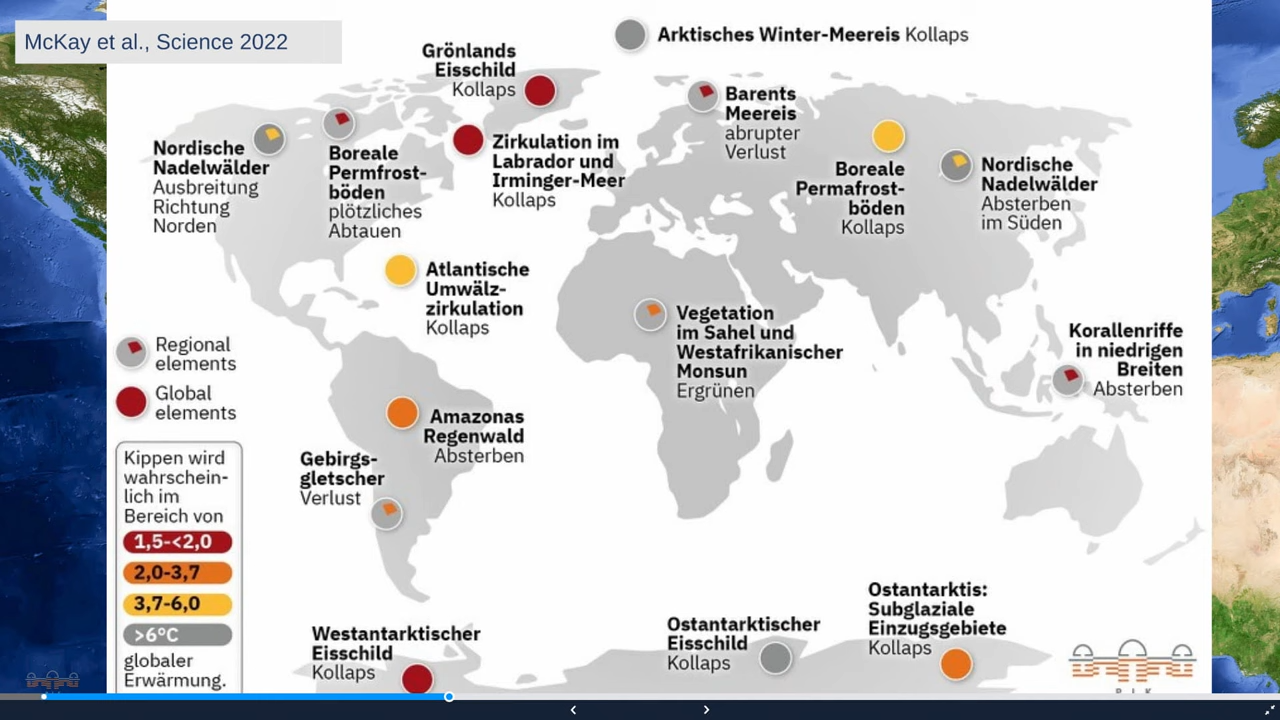 McKay et al., Science 2022
Arktisches Winter-Meereis Kollaps
Grönlands
Eisschild
Kollaps
Barents
Meereis
abrupter
Verlust
Nordische
Nadelwälder
Ausbreitung
Richtung
Norden
Boreale
Permfrost-
böden
plötzliches
Abtauen
Zirkulation im
Labrador und
Irminger-Meer
Kollaps
Boreale
Permafrost-
böden
Kollaps
Nordische
Nadelwälder
Absterben
im Süden
Atlantische
Umwälz-
zirkulation
Kollaps
Vegetation
im Sahel und
Westafrikanischer
Monsun
Ergrünen
Korallenriffe
in niedrigen
Breiten
Absterben
Regional
elements
Global
elements
Amazonas
Regenwald
Absterben
Gebirgs-
gletscher
Verlust
Kippen wird
wahrschein-
lich im
Bereich von
1,5-<2,0
2,0-3,7
3,7-6,0
>6°C
globaler
Erwärmung.
Westantarktischer
Eisschild
Kollaps
Ostantarktischer
Eisschild
Kollaps
Ostantarktis:
Subglaziale
Einzugsgebiete
Kollaps
P I K